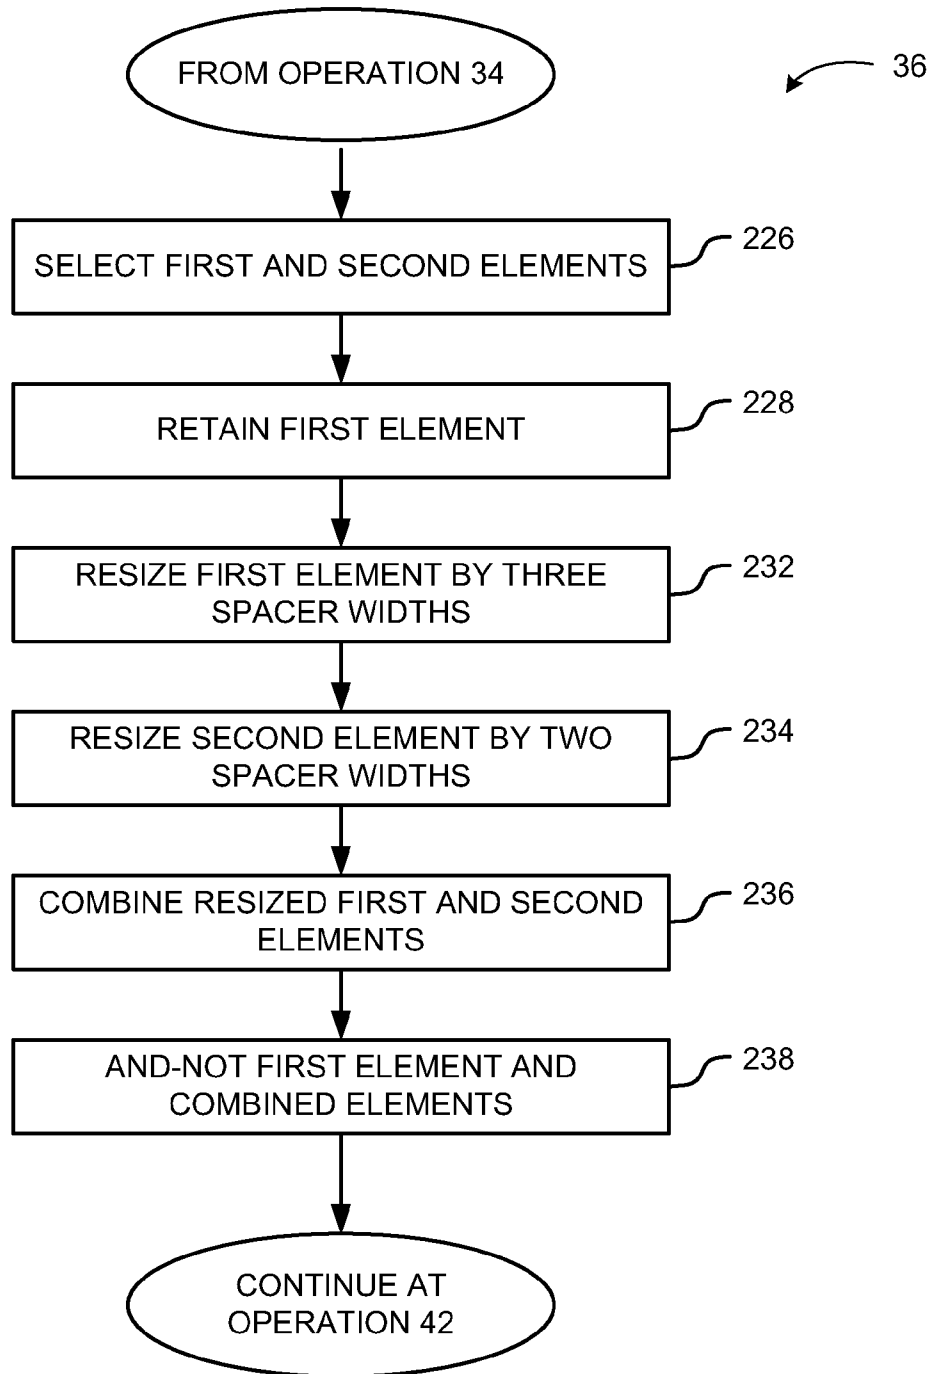 FROM OPERATION 34
36
SELECT FIRST AND SECOND ELEMENTS
226
RETAIN FIRST ELEMENT
228
RESIZE FIRST ELEMENT BY THREE
SPACER WIDTHS
232
RESIZE SECOND ELEMENT BY TWO
SPACER WIDTHS
234
COMBINE RESIZED FIRST AND SECOND
ELEMENTS
236
AND-NOT FIRST ELEMENT AND
COMBINED ELEMENTS
238
CONTINUE AT
OPERATION 42